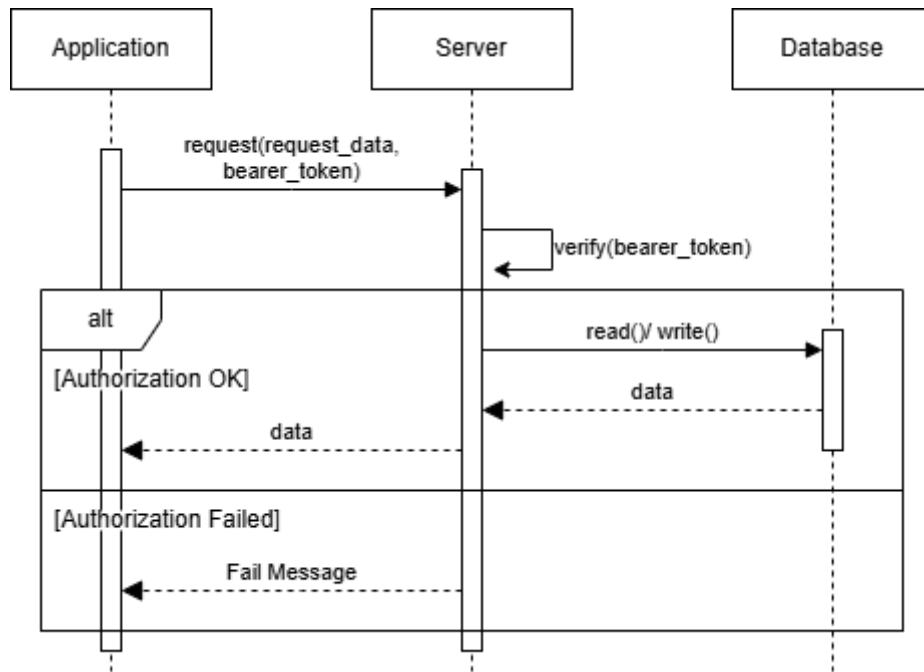 Application
Server
Database
request(request_data,
bearer_token)
verify(bearer_token)
alt
read()/ write()
[Authorization OK]
data
data
[Authorization Failed]
Fail Message